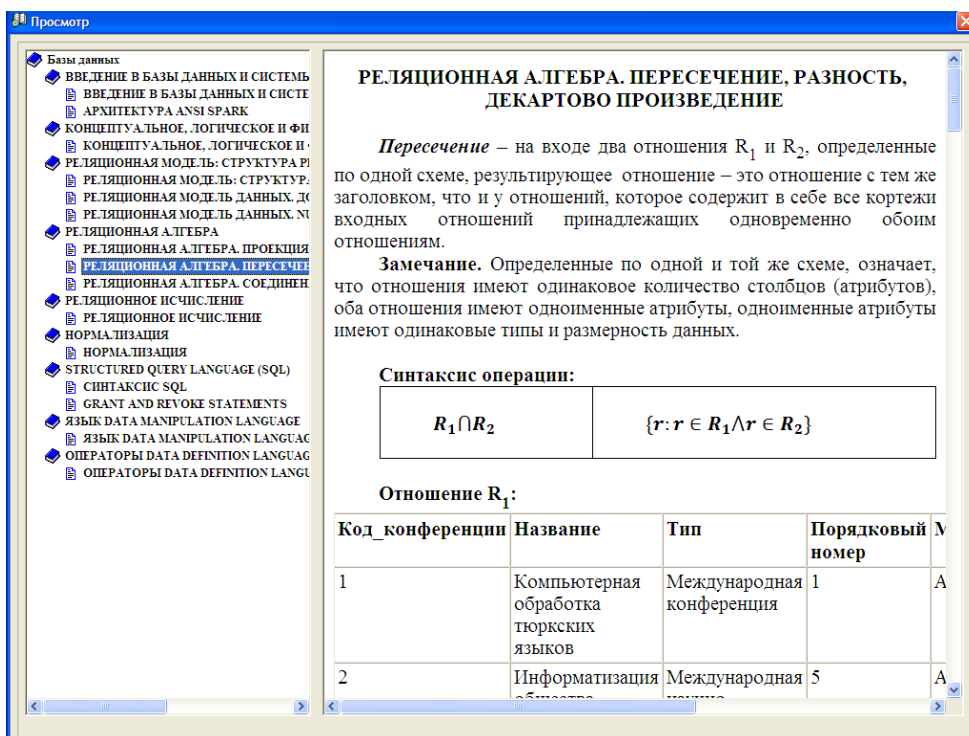 Просмотр
Базы данных
ВВЕДЕНИЕ В БАЗЫ ДАННЫХ И СИСТЕМЬ
ВВЕДЕНИЕ В БАЗЫ ДАННЫХ И СИСТЕ
АРХИТЕКТУРА ANSI SPARK
КОНЦЕПТУАЛЬНОЕ, ЛОГИЧЕСКОЕ И ФИ
КОНЦЕПТУАЛЬНОЕ, ЛОГИЧЕСКОЕ И
РЕЛЯЦИОННАЯ МОДЕЛЬ: СТРУКТУРА РІ
РЕЛЯЦИОННАЯ МОДЕЛЬ: СТРУКТУР
РЕЛЯЦИОННАЯ МОДЕЛЬ ДАННЫХ. ДО
РЕЛЯЦИОННАЯ МОДЕЛЬ ДАННЫХ. NU
РЕЛЯЦИОННАЯ АЛГЕБРА
РЕЛЯЦИОННАЯ АЛГЕБРА. ПРОЕКЦИЯ
РЕЛЯЦИОННАЯ АЛГЕБРА. ПЕРЕСЕЧЕ
РЕЛЯЦИОННАЯ АЛГЕБРА. СОЕДИНЕН
РЕЛЯЦИОННОЕ ИСЧИСЛЕНИЕ
РЕЛЯЦИОННОЕ ИСЧИСЛЕНИЕ
НОРМАЛИЗАЦИЯ
НОРМАЛИЗАЦИЯ
STRUCTURED QUERY LANGUAGE (SQL)
СИНТАКСИС SQL
GRANT AND REVOKE STATEMENTS
ЯЗЫК DATA MANIPULATION LANGUAGE
ЯЗЫК DATA MANIPULATION LANGUAG
ОПЕРАТОРЫ DATA DEFINITION LANGUAG
ОПЕРАТОРЫ DATA DEFINITION LANGU
РЕЛЯЦИОННАЯ АЛГЕБРА. ПЕРЕСЕЧЕНИЕ, РАЗНОСТЬ,
ДЕКАРТОВО ПРОИЗВЕДЕНИЕ
Пересечение – на входе два отношения R₁ и R₂, определенные
по одной схеме, результирующее отношение – это отношение с тем же
заголовком, что и у отношений, которое содержит в себе все кортежи
входных отношений принадлежащих одновременно обоим
отношениям.
Замечание. Определенные по одной и той же схеме, означает,
что отношения имеют одинаковое количество столбцов (атрибутов),
оба отношения имеют одноименные атрибуты, одноименные атрибуты
имеют одинаковые типы и размерность данных.
Синтаксис операции:
R₁∩R₂ {r: r ∈ R₁⋀r ∈ R₂}
Отношение R₁:
Код_конференции Название Тип Порядковый М
номер
1 Компьютерная Международная 1 А
обработка конференция
тюркских
языков
2 Информатизация Международная 5 А